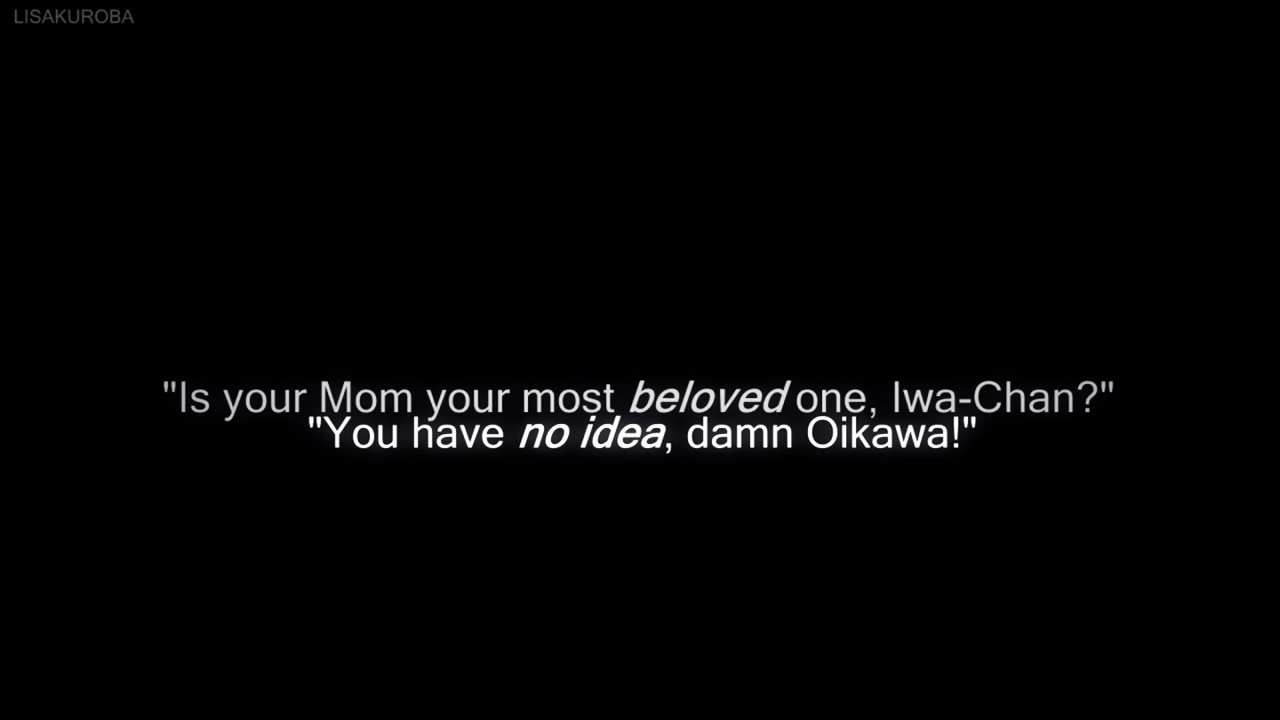 LISAKUROBA
"Is your Mom your most beloved one, Iwa-Chan?"
"You have no idea, damn Oikawa!"